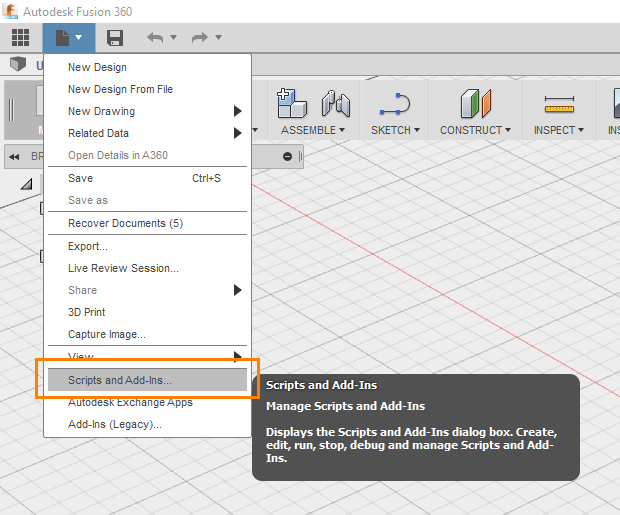 Autodesk Fusion 360
U
New Design
New Design From File
New Drawing
Related Data
Open Details in A360
Save Ctrl+S
Save as
Recover Documents (5)
Export...
Live Review Session...
Share
3D Print
Capture Image...
View
Scripts and Add-Ins...
Autodesk Exchange Apps
Add-Ins (Legacy)...
M
ASSEMBLE
SKETCH
CONSTRUCT
INSPECT
BR
Scripts and Add-Ins
Manage Scripts and Add-Ins
Displays the Scripts and Add-Ins dialog box. Create,
edit, run, stop, debug and manage Scripts and Add-
Ins.